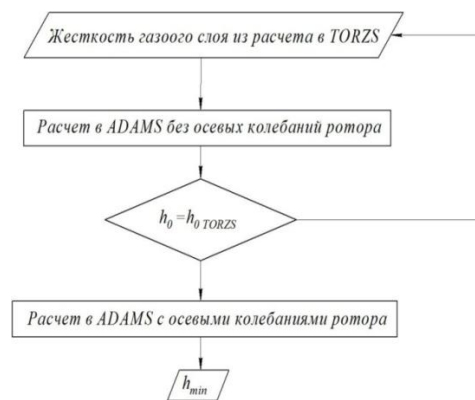 Жесткость газоого слоя из расчета в TORZS
Расчет в ADAMS без осевых колебаний ротора
h₀ = h₀ TORZS
Расчет в ADAMS с осевыми колебаниями ротора
hmin